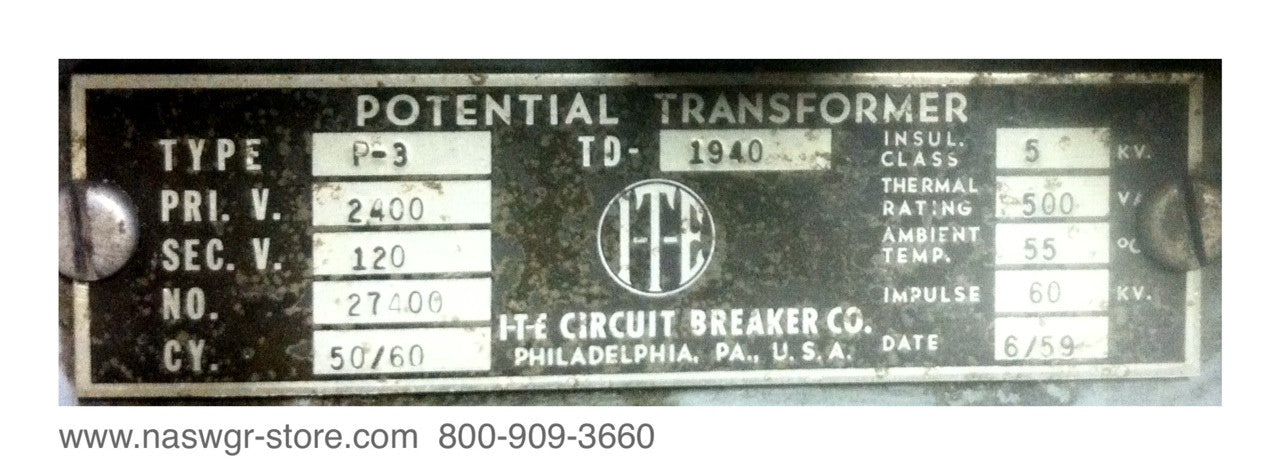 POTENTIAL TRANSFORMER
TYPE P-3 TD- 1940
PRI. V. 2400
SEC. V. 120
NO. 27400
CY. 50/60
I-T-E
I-T-E CIRCUIT BREAKER CO.
PHILADELPHIA, PA., U.S.A.
INSUL. CLASS 5 KV.
THERMAL RATING 500
AMBIENT TEMP. 55 °C
IMPULSE 60 KV.
DATE 6/59
www.naswgr-store.com 800-909-3660